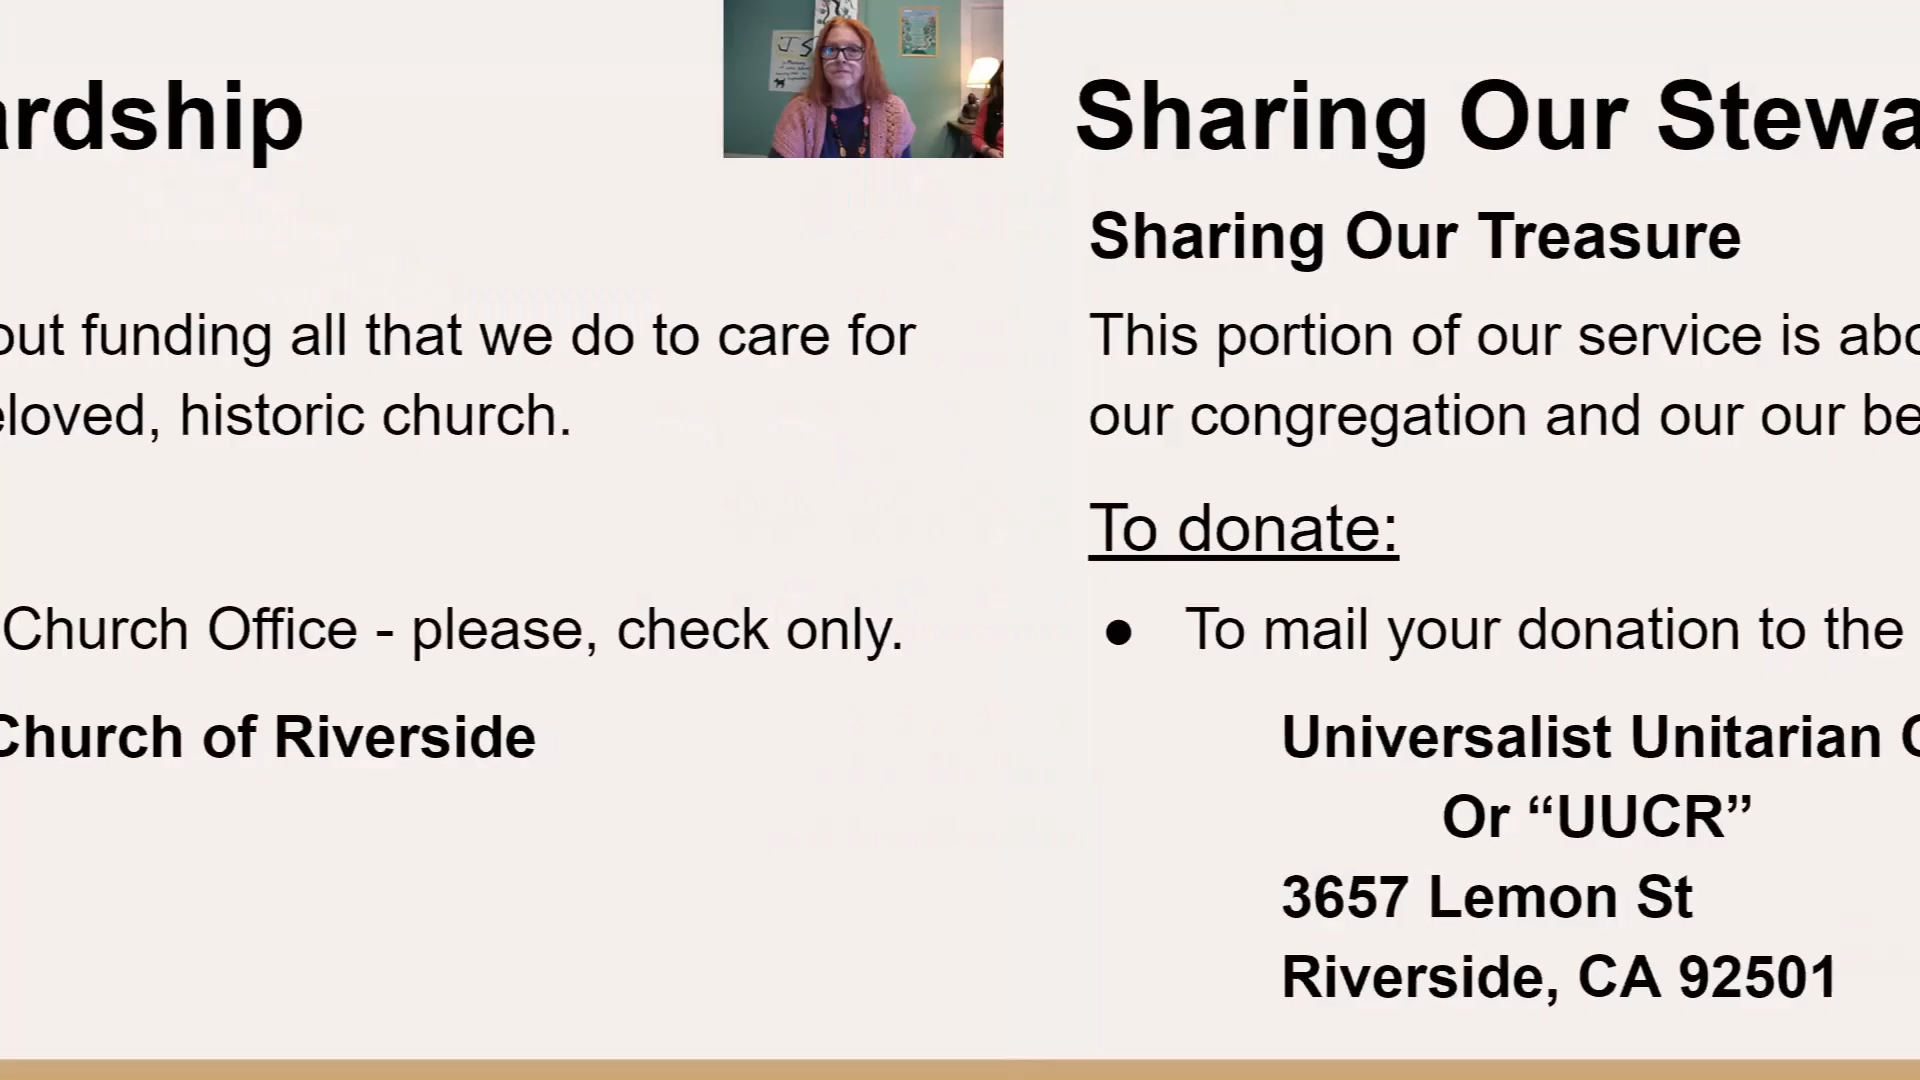 ardship
Sharing Our Stewa
Sharing Our Treasure
out funding all that we do to care for
This portion of our service is abo
eloved, historic church.
our congregation and our our be
To donate:
Church Office - please, check only.
● To mail your donation to the
Church of Riverside
Universalist Unitarian C
Or “UUCR”
3657 Lemon St
Riverside, CA 92501
JS